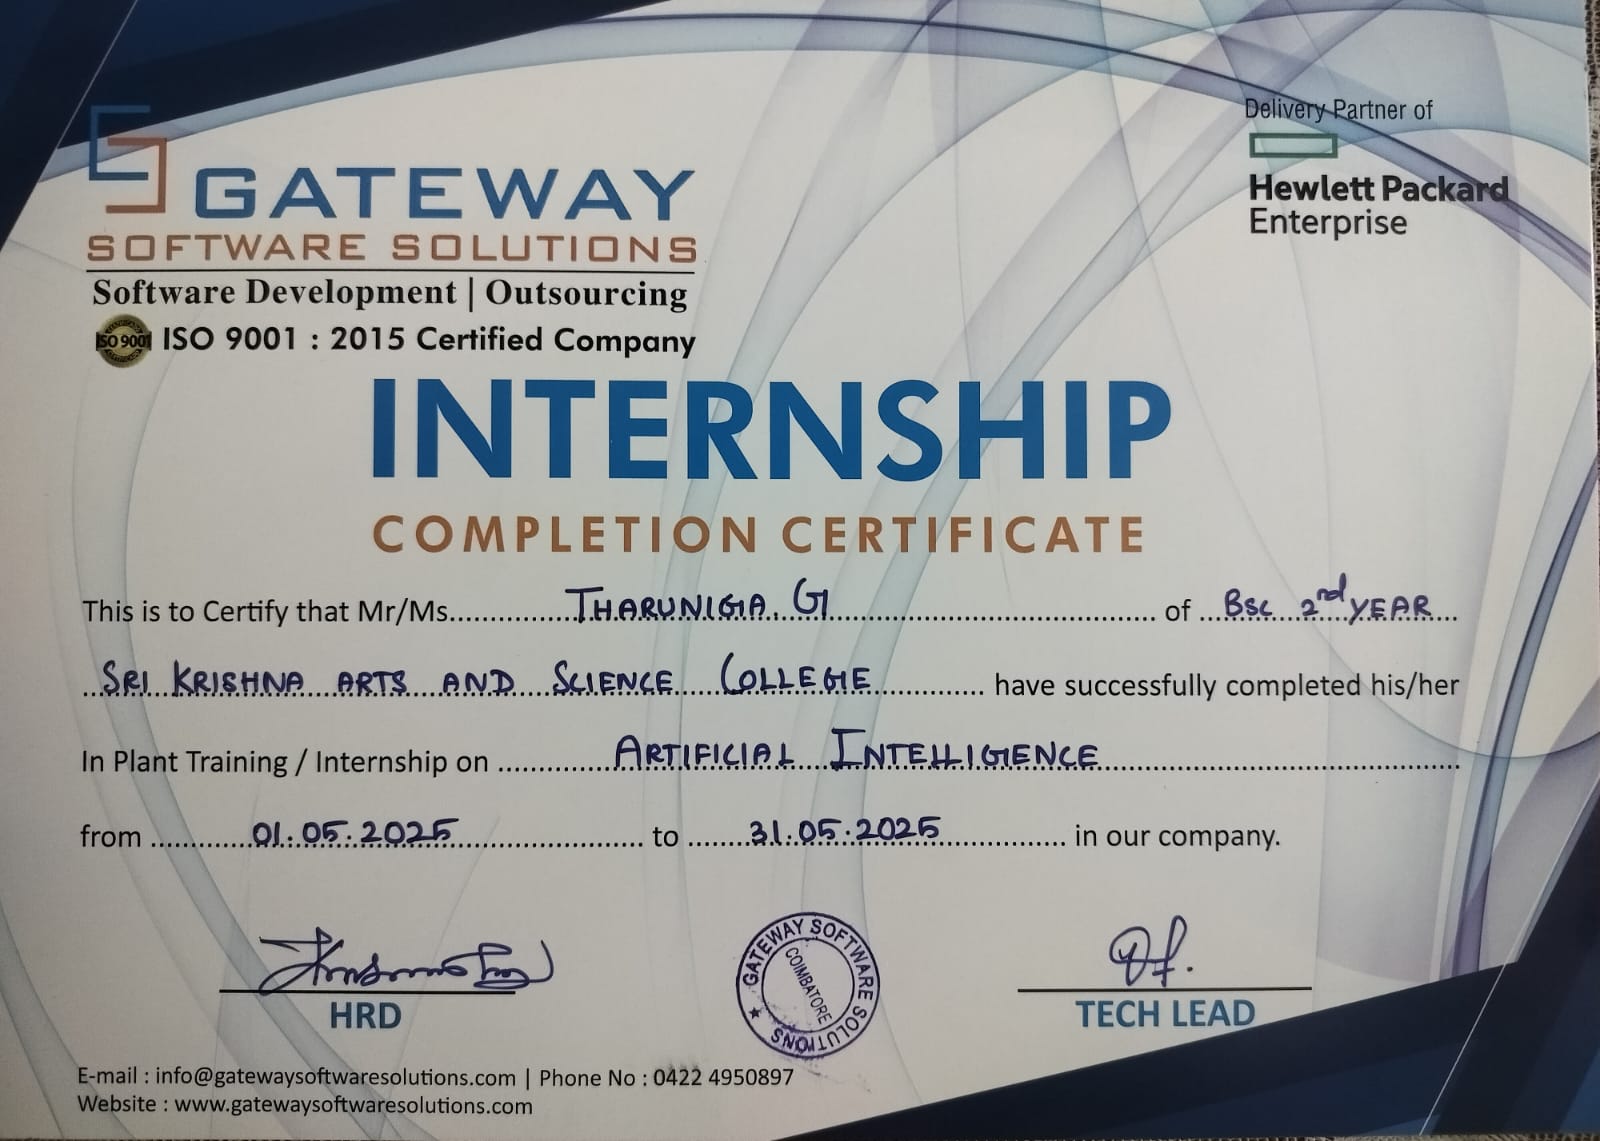 GATEWAY
SOFTWARE SOLUTIONS
Software Development | Outsourcing
ISO 9001
ISO 9001 : 2015 Certified Company
Delivery Partner of
Hewlett Packard
Enterprise
INTERNSHIP
COMPLETION CERTIFICATE
This is to Certify that Mr/Ms. THARUNIGA. G of BSC 2nd YEAR
SRI KRISHNA ARTS AND SCIENCE COLLEGE have successfully completed his/her
In Plant Training / Internship on ARTIFICIAL INTELLIGENCE
from 01.05.2025 to 31.05.2025 in our company.
HRD
GATEWAY SOFTWARE SOLUTIONS
COIMBATORE
TECH LEAD
E-mail : info@gatewaysoftwaresolutions.com | Phone No : 0422 4950897
Website : www.gatewaysoftwaresolutions.com